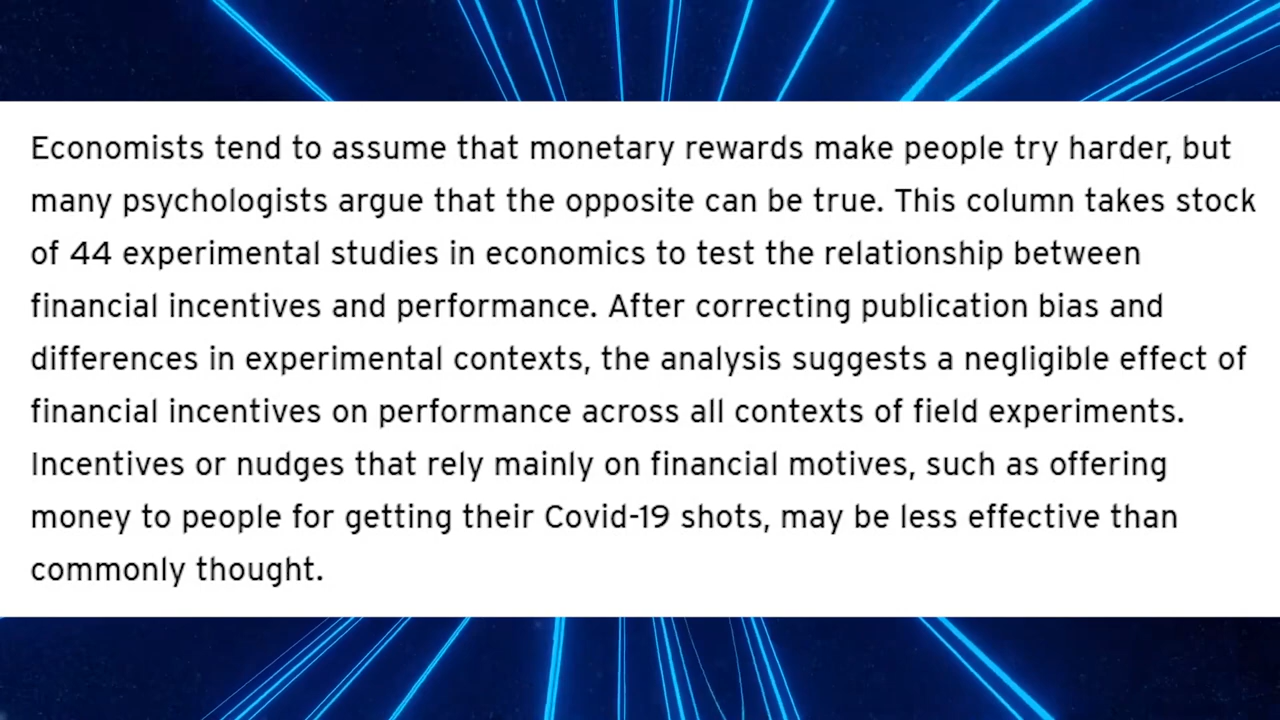 Economists tend to assume that monetary rewards make people try harder, but
many psychologists argue that the opposite can be true. This column takes stock
of 44 experimental studies in economics to test the relationship between
financial incentives and performance. After correcting publication bias and
differences in experimental contexts, the analysis suggests a negligible effect of
financial incentives on performance across all contexts of field experiments.
Incentives or nudges that rely mainly on financial motives, such as offering
money to people for getting their Covid-19 shots, may be less effective than
commonly thought.